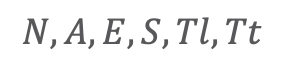 N, A, E, S, Tl, Tt